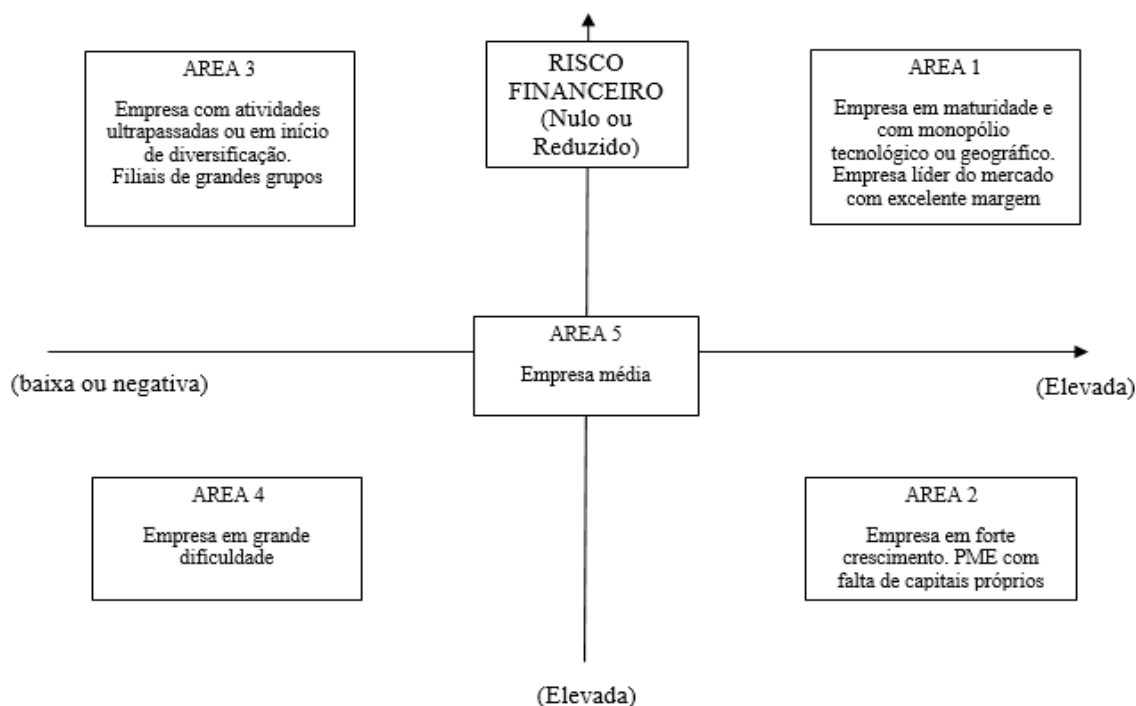 AREA 3
Empresa com atividades
ultrapassadas ou em início
de diversificação.
Filiais de grandes grupos
RISCO
FINANCEIRO
(Nulo ou
Reduzido)
AREA 1
Empresa em maturidade e
com monopólio
tecnológico ou geográfico.
Empresa líder do mercado
com excelente margem
AREA 5
Empresa média
(baixa ou negativa)
(Elevada)
AREA 4
Empresa em grande
dificuldade
AREA 2
Empresa em forte
crescimento. PME com
falta de capitais próprios
(Elevada)